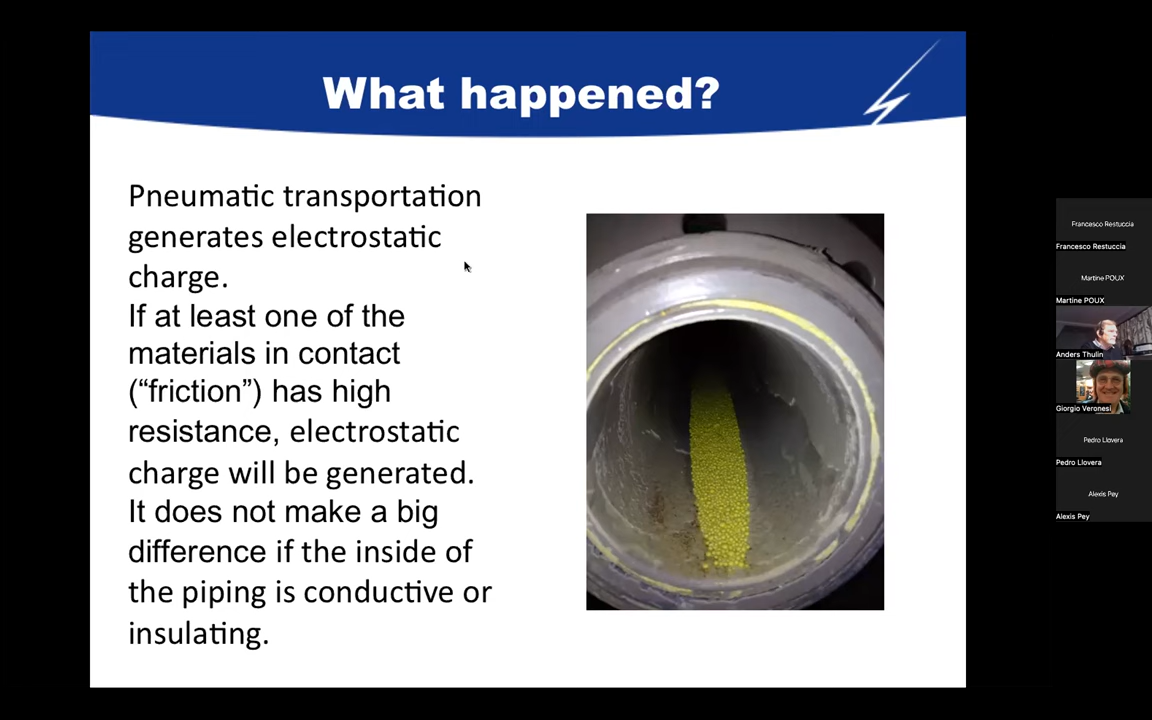 What happened?
Pneumatic transportation
generates electrostatic
charge.
If at least one of the
materials in contact
(“friction”) has high
resistance, electrostatic
charge will be generated.
It does not make a big
difference if the inside of
the piping is conductive or
insulating.
Francesco Restuccia
Francesco Restuccia
Martine POUX
Martine POUX
Anders Thulin
Giorgio Veronesi
Pedro Llovera
Pedro Llovera
Alexis Pey
Alexis Pey